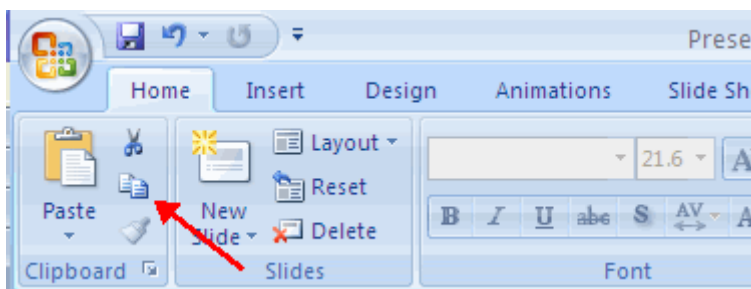 Prese
Home Insert Design Animations Slide Sh
Layout
Reset
Delete
Paste
New
Slide
21.6
A
B I U abe S AV A
Clipboard Slides Font